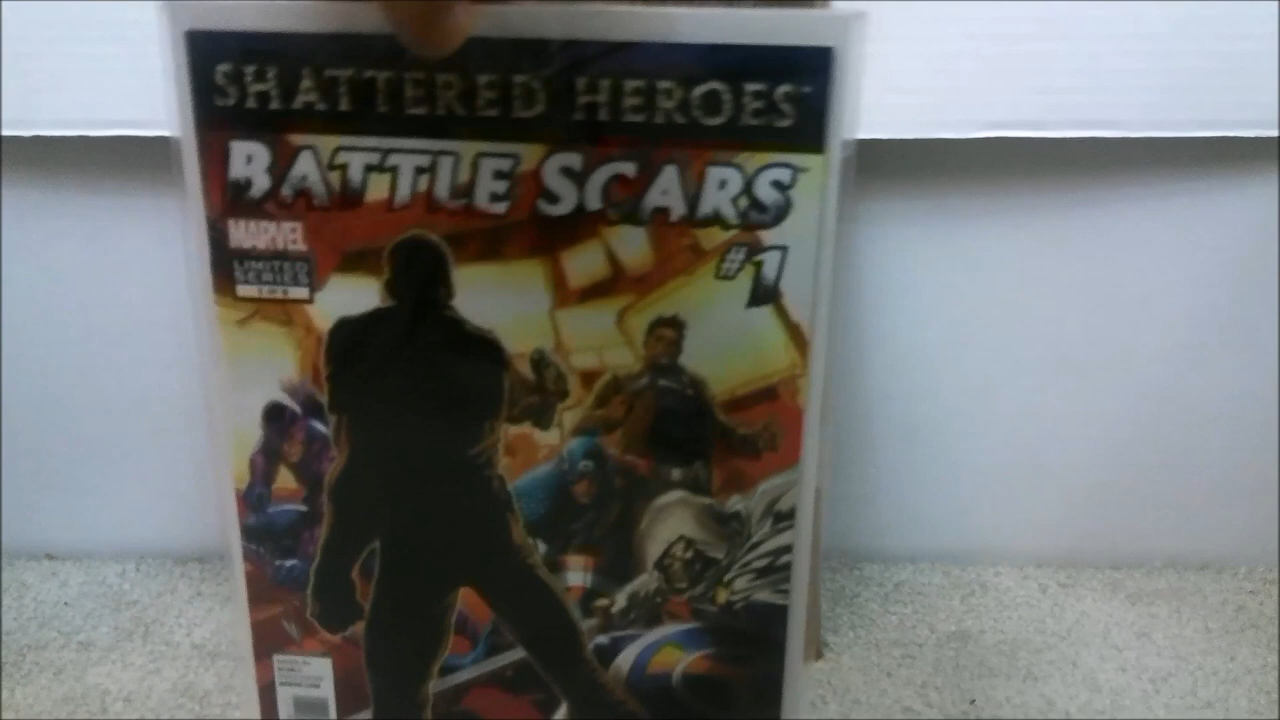 SHATTERED HEROES
BATTLE SCARS
MARVEL
#1
LIMITED
SERIES